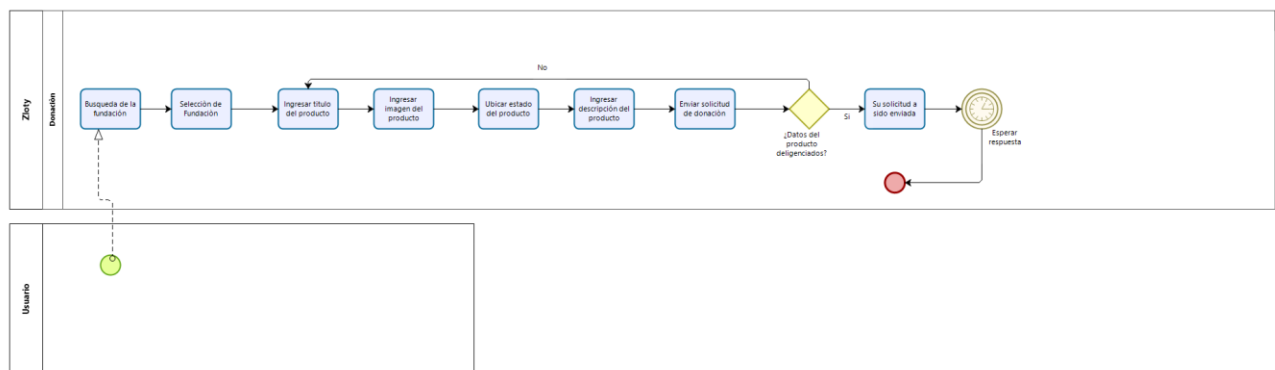 Zloty
Donación
Busqueda de la
fundación
Selección de
Fundación
Ingresar título
del producto
Ingresar
imagen del
producto
Ubicar estado
del producto
Ingresar
descripción del
producto
Enviar solicitud
de donación
No
¿Datos del
producto
deligenciados?
Si
Su solicitud a
sido enviada
Esperar
respuesta
Usuario